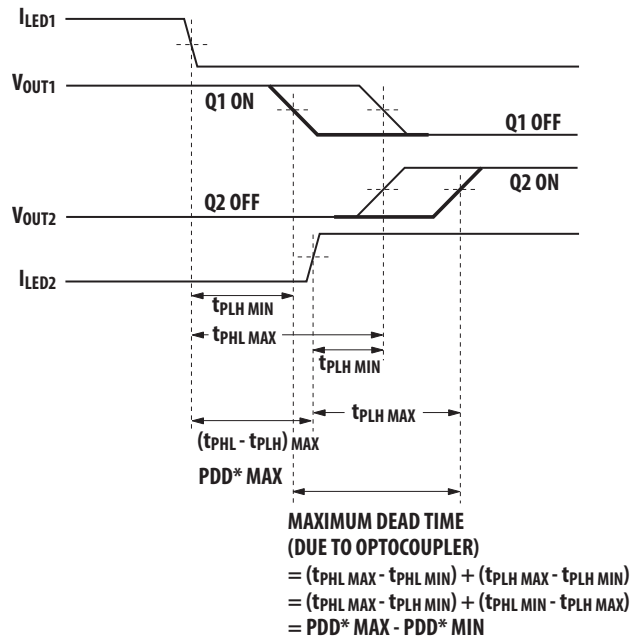 ILED1
VOUT1
Q1 ON
Q1 OFF
Q2 OFF
Q2 ON
VOUT2
ILED2
tPLH MIN
tPHL MAX
tPLH MIN
tPLH MAX
(tPHL - tPLH) MAX
PDD* MAX
MAXIMUM DEAD TIME
(DUE TO OPTOCOUPLER)
= (tPHL MAX - tPHL MIN) + (tPLH MAX - tPLH MIN)
= (tPHL MAX - tPLH MIN) + (tPHL MIN - tPLH MAX)
= PDD* MAX - PDD* MIN